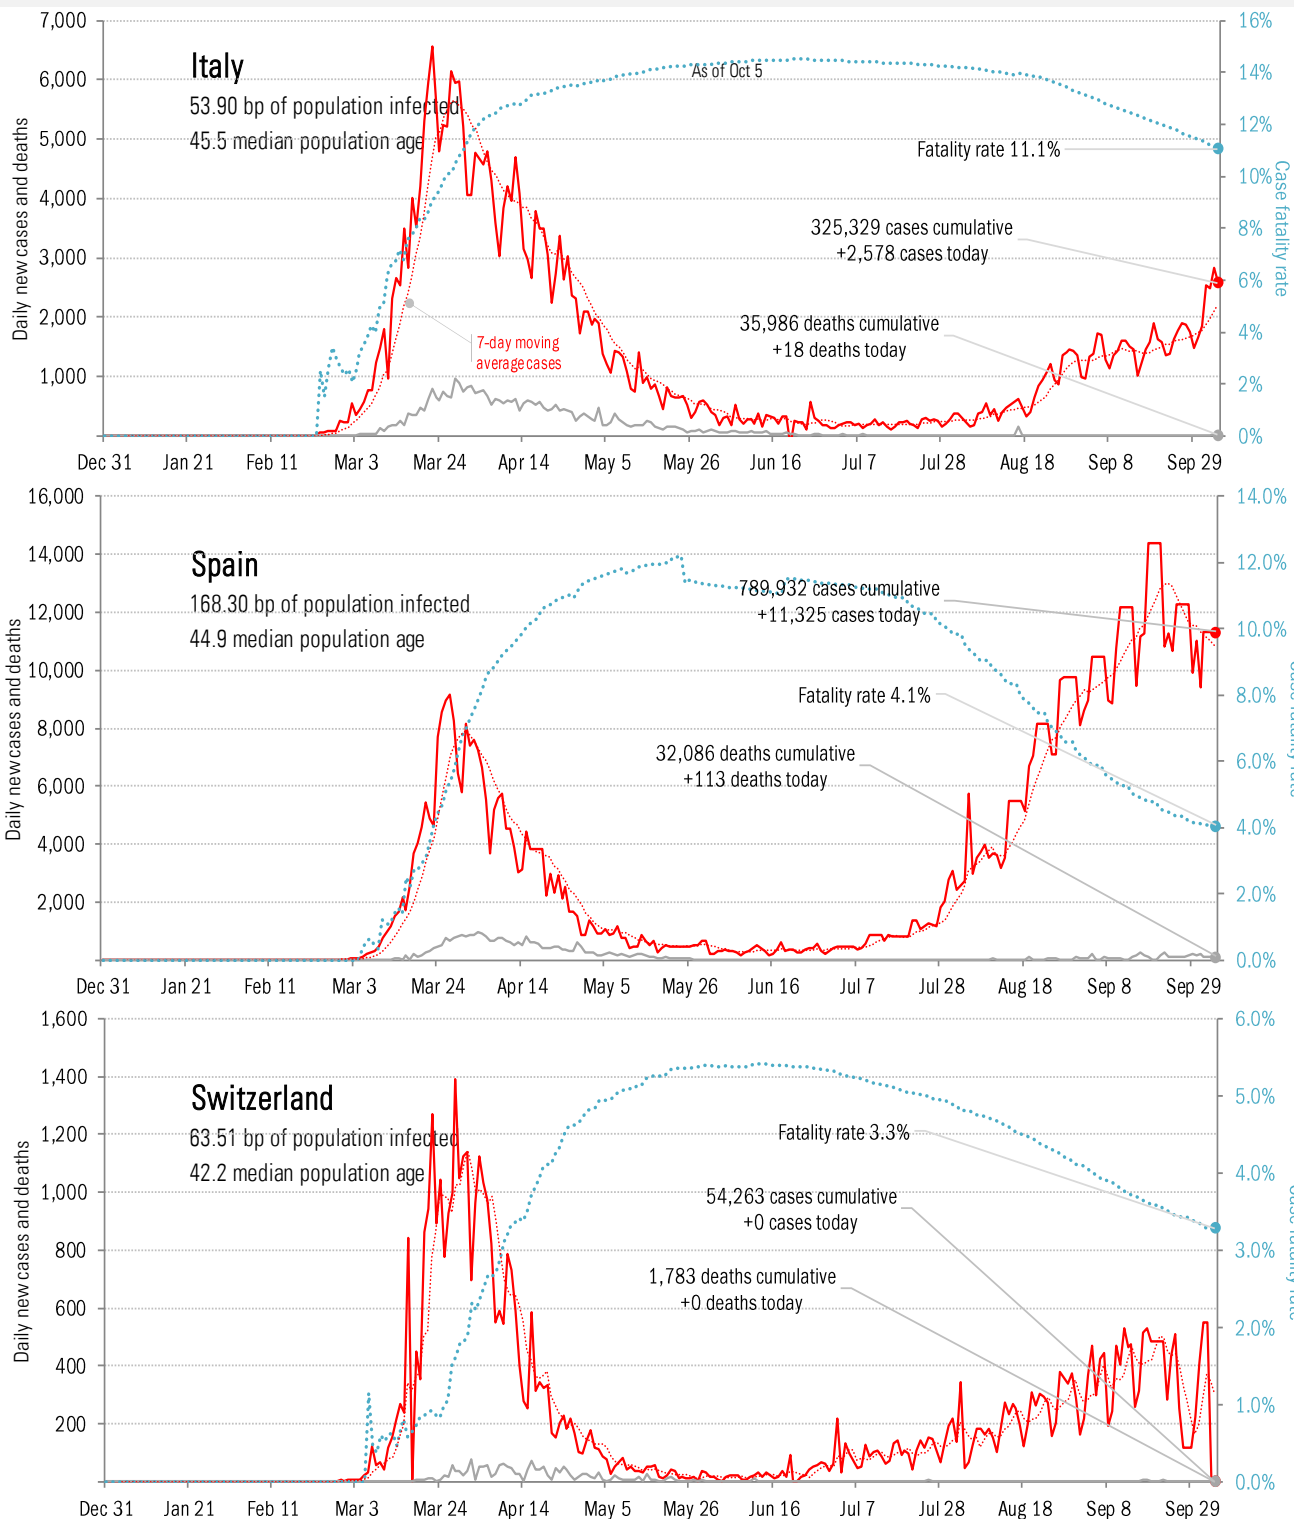 7,000
6,000
5,000
4,000
3,000
2,000
1,000
Daily new cases and deaths
Italy
53.90 bp of population infected
45.5 median population age
As of Oct 5
7-day moving
average cases
Fatality rate 11.1%
325,329 cases cumulative
+2,578 cases today
35,986 deaths cumulative
+18 deaths today
16%
14%
12%
10%
8%
6%
4%
2%
0%
Case fatality rate
Dec 31 Jan 21 Feb 11 Mar 3 Mar 24 Apr 14 May 5 May 26 Jun 16 Jul 7 Jul 28 Aug 18 Sep 8 Sep 29
16,000
14,000
12,000
10,000
8,000
6,000
4,000
2,000
Daily new cases and deaths
Spain
168.30 bp of population infected
44.9 median population age
789,932 cases cumulative
+11,325 cases today
Fatality rate 4.1%
32,086 deaths cumulative
+113 deaths today
14.0%
12.0%
10.0%
8.0%
6.0%
4.0%
2.0%
0.0%
Dec 31 Jan 21 Feb 11 Mar 3 Mar 24 Apr 14 May 5 May 26 Jun 16 Jul 7 Jul 28 Aug 18 Sep 8 Sep 29
1,600
1,400
1,200
1,000
800
600
400
200
Daily new cases and deaths
Switzerland
63.51 bp of population infected
42.2 median population age
Fatality rate 3.3%
54,263 cases cumulative
+0 cases today
1,783 deaths cumulative
+0 deaths today
6.0%
5.0%
4.0%
3.0%
2.0%
1.0%
0.0%
Dec 31 Jan 21 Feb 11 Mar 3 Mar 24 Apr 14 May 5 May 26 Jun 16 Jul 7 Jul 28 Aug 18 Sep 8 Sep 29